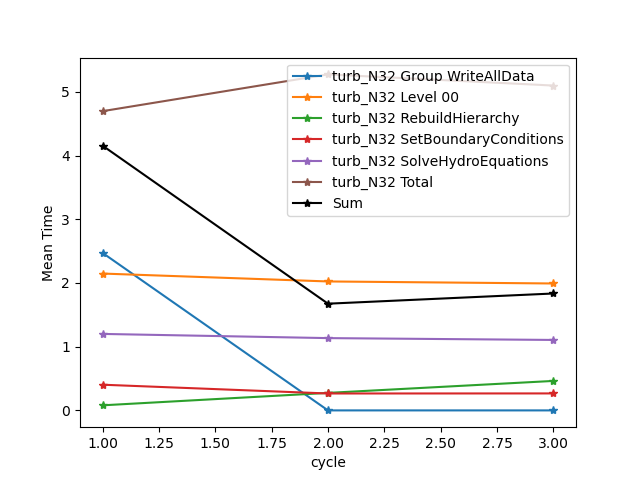 turb_N32 Group WriteAllData
turb_N32 Level 00
turb_N32 RebuildHierarchy
turb_N32 SetBoundaryConditions
turb_N32 SolveHydroEquations
turb_N32 Total
Sum
5
4
3
2
1
0
Mean Time
1.00 1.25 1.50 1.75 2.00 2.25 2.50 2.75 3.00
cycle